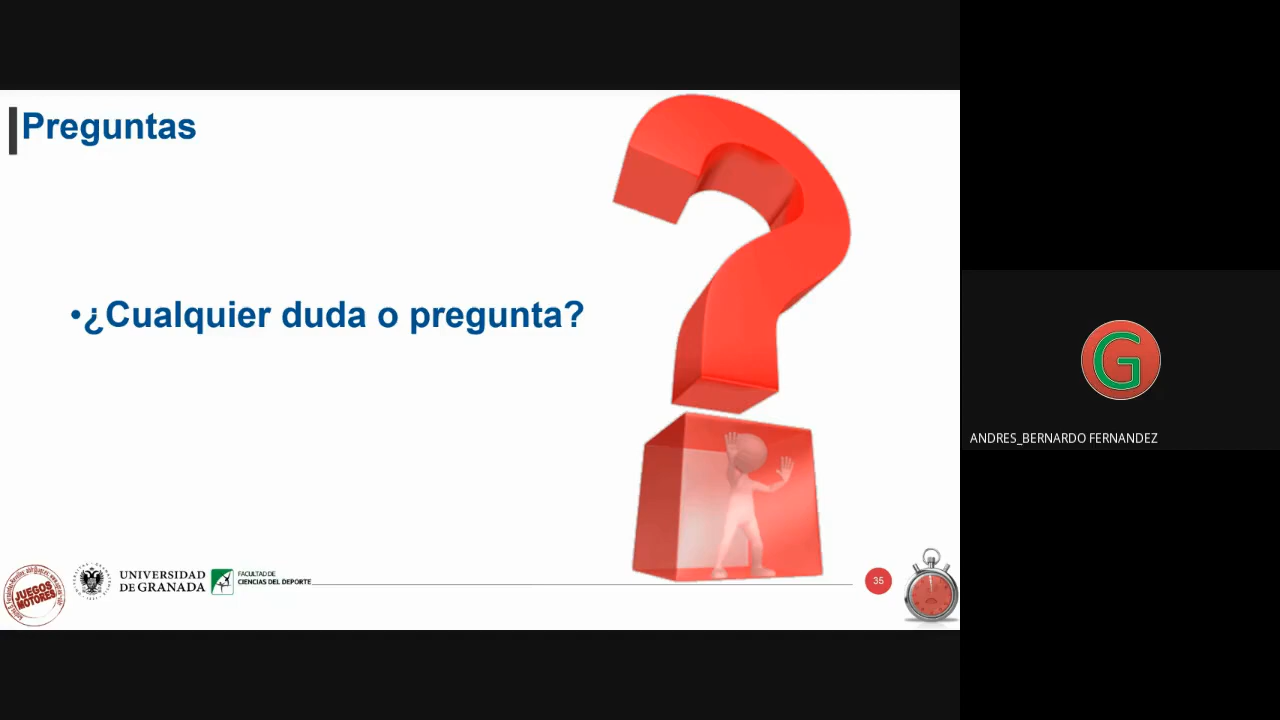 Preguntas
•¿Cualquier duda o pregunta?
G
ANDRES_BERNARDO FERNANDEZ
JUEGOS
MOTORES
UNIVERSIDAD
DE GRANADA
FACULTAD DE
CIENCIAS DEL DEPORTE
35